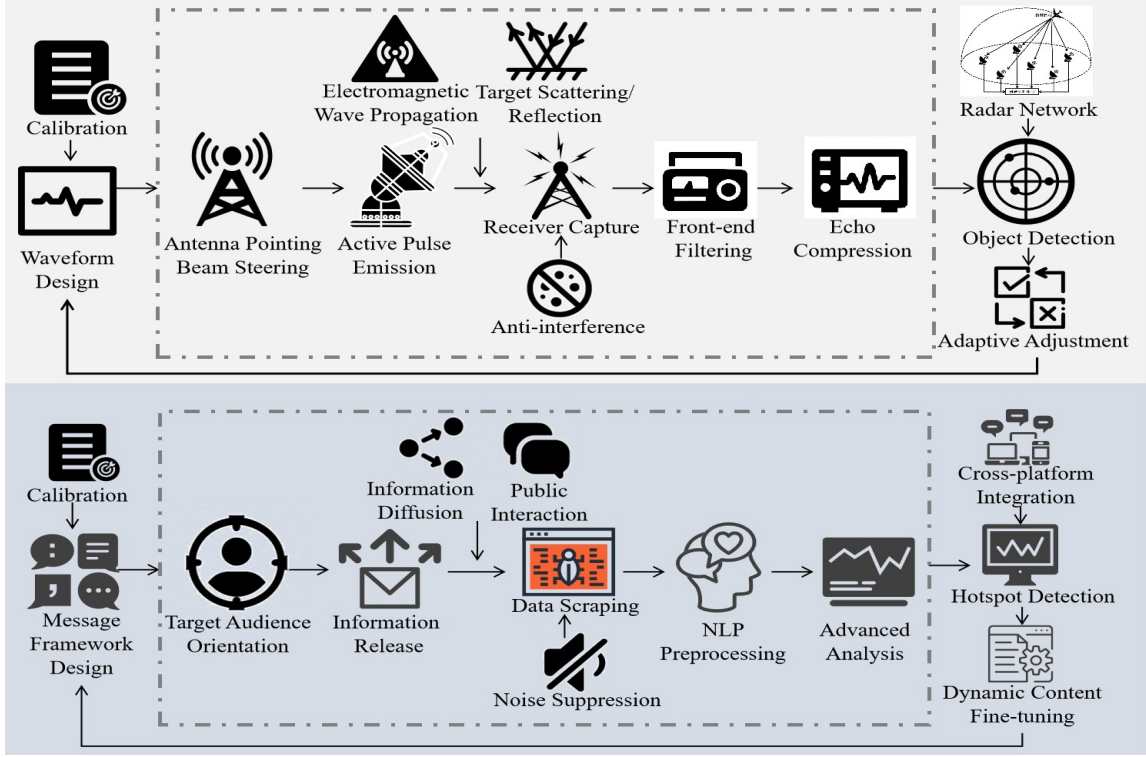 Calibration
Waveform
Design
Electromagnetic
Wave Propagation
Target Scattering/
Reflection
Antenna Pointing
Beam Steering
Active Pulse
Emission
Receiver Capture
Anti-interference
Front-end
Filtering
Echo
Compression
Radar Network
Object Detection
Adaptive Adjustment
Calibration
Message
Framework
Design
Information
Diffusion
Public
Interaction
Target Audience
Orientation
Information
Release
Data Scraping
Noise Suppression
NLP
Preprocessing
Advanced
Analysis
Cross-platform
Integration
Hotspot Detection
Dynamic Content
Fine-tuning